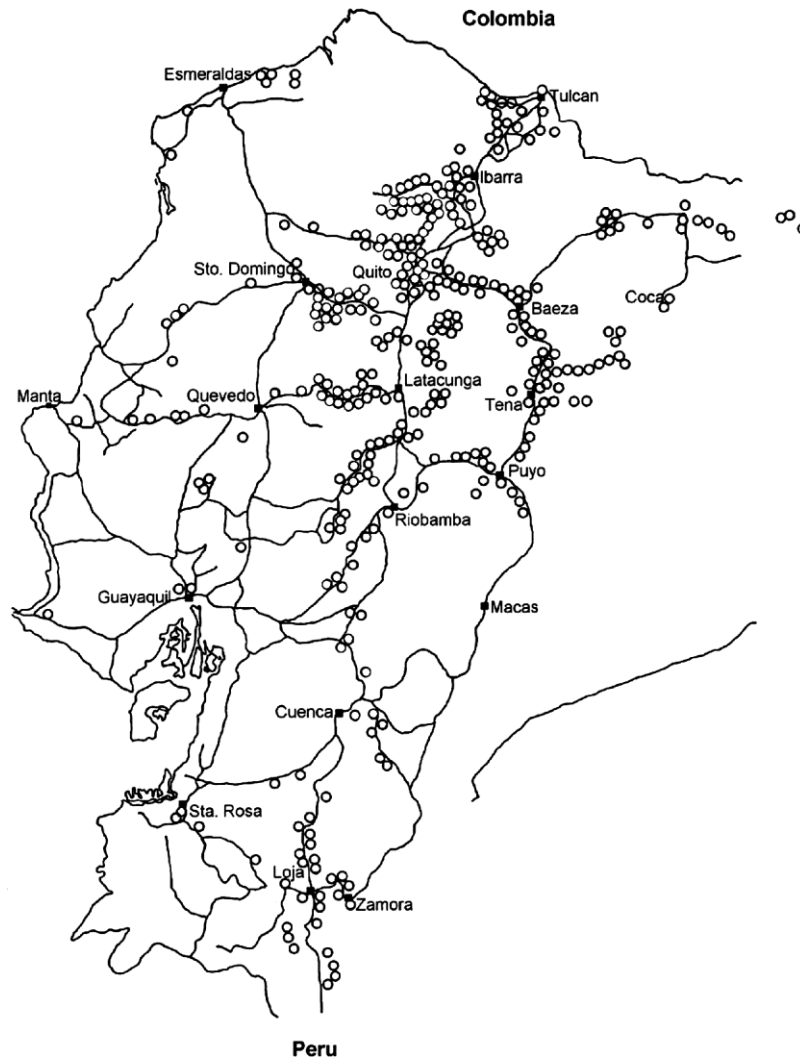 Colombia
Esmeraldas
Tulcan
Ibarra
Sto. Domingo
Quito
Coca
Baeza
Latacunga
Manta
Quevedo
Tena
Puyo
Riobamba
Guayaquil
Macas
Cuenca
Sta. Rosa
Loja
Zamora
Peru